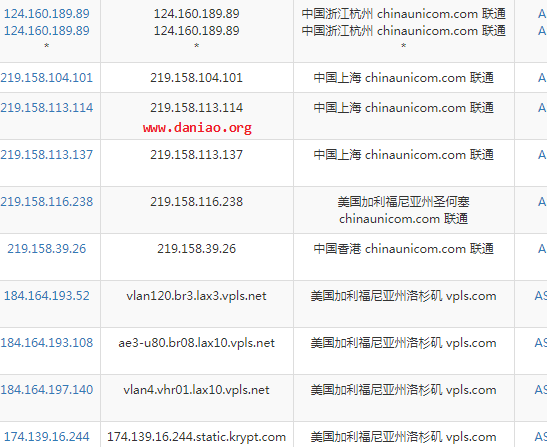 124.160.189.89 124.160.189.89 中国浙江杭州 chinaunicom.com 联通
124.160.189.89 124.160.189.89 中国浙江杭州 chinaunicom.com 联通
* * *
219.158.104.101 219.158.104.101 中国上海 chinaunicom.com 联通 A
219.158.113.114 219.158.113.114 中国上海 chinaunicom.com 联通 A
www.daniao.org
219.158.113.137 219.158.113.137 中国上海 chinaunicom.com 联通 A
219.158.116.238 219.158.116.238 美国加利福尼亚州圣何塞 A
chinaunicom.com 联通
219.158.39.26 219.158.39.26 中国香港 chinaunicom.com 联通 A
184.164.193.52 vlan120.br3.lax3.vpls.net 美国加利福尼亚州洛杉矶 vpls.com AS
184.164.193.108 ae3-u80.br08.lax10.vpls.net 美国加利福尼亚州洛杉矶 vpls.com AS
184.164.197.140 vlan4.vhr01.lax10.vpls.net 美国加利福尼亚州洛杉矶 vpls.com AS
174.139.16.244 174.139.16.244.static.krypt.com 美国加利福尼亚州洛杉矶 vpls.com AS